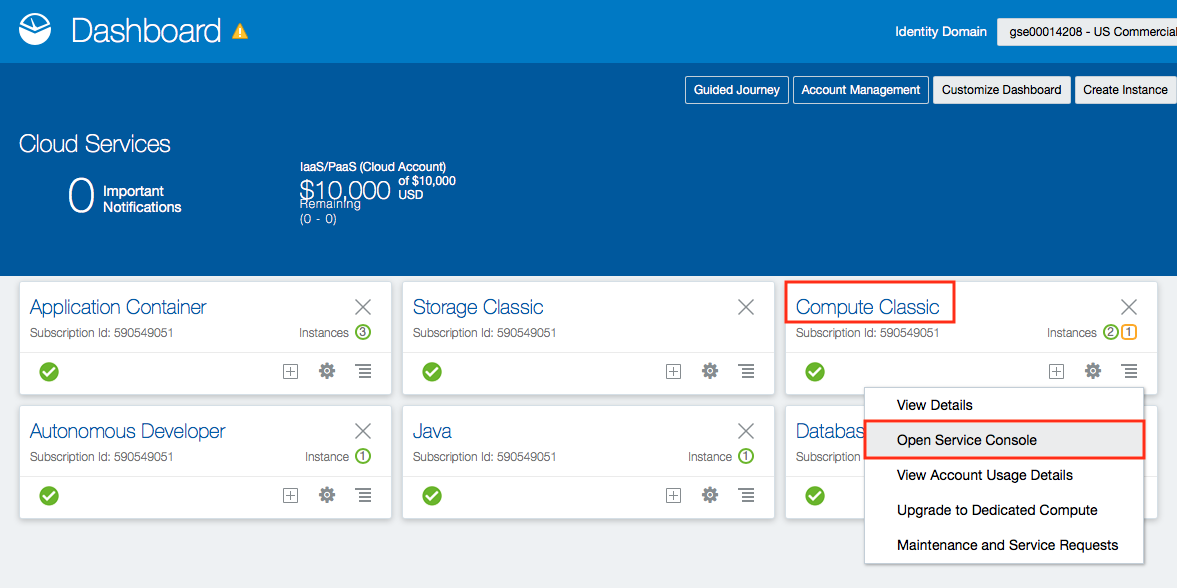 Dashboard
Identity Domain
gse00014208 - US Commercial
Guided Journey
Account Management
Customize Dashboard
Create Instance
Cloud Services
0 Important
Notifications
IaaS/PaaS (Cloud Account)
$10,000 of $10,000
USD
Remaining
(0 - 0)
Application Container
Subscription Id: 590549051
Instances 3
Storage Classic
Subscription Id: 590549051
Compute Classic
Subscription Id: 590549051
Instances 2 1
View Details
Open Service Console
View Account Usage Details
Upgrade to Dedicated Compute
Maintenance and Service Requests
Autonomous Developer
Subscription Id: 590549051
Instance 1
Java
Subscription Id: 590549051
Instance 1
Databas
Subscription